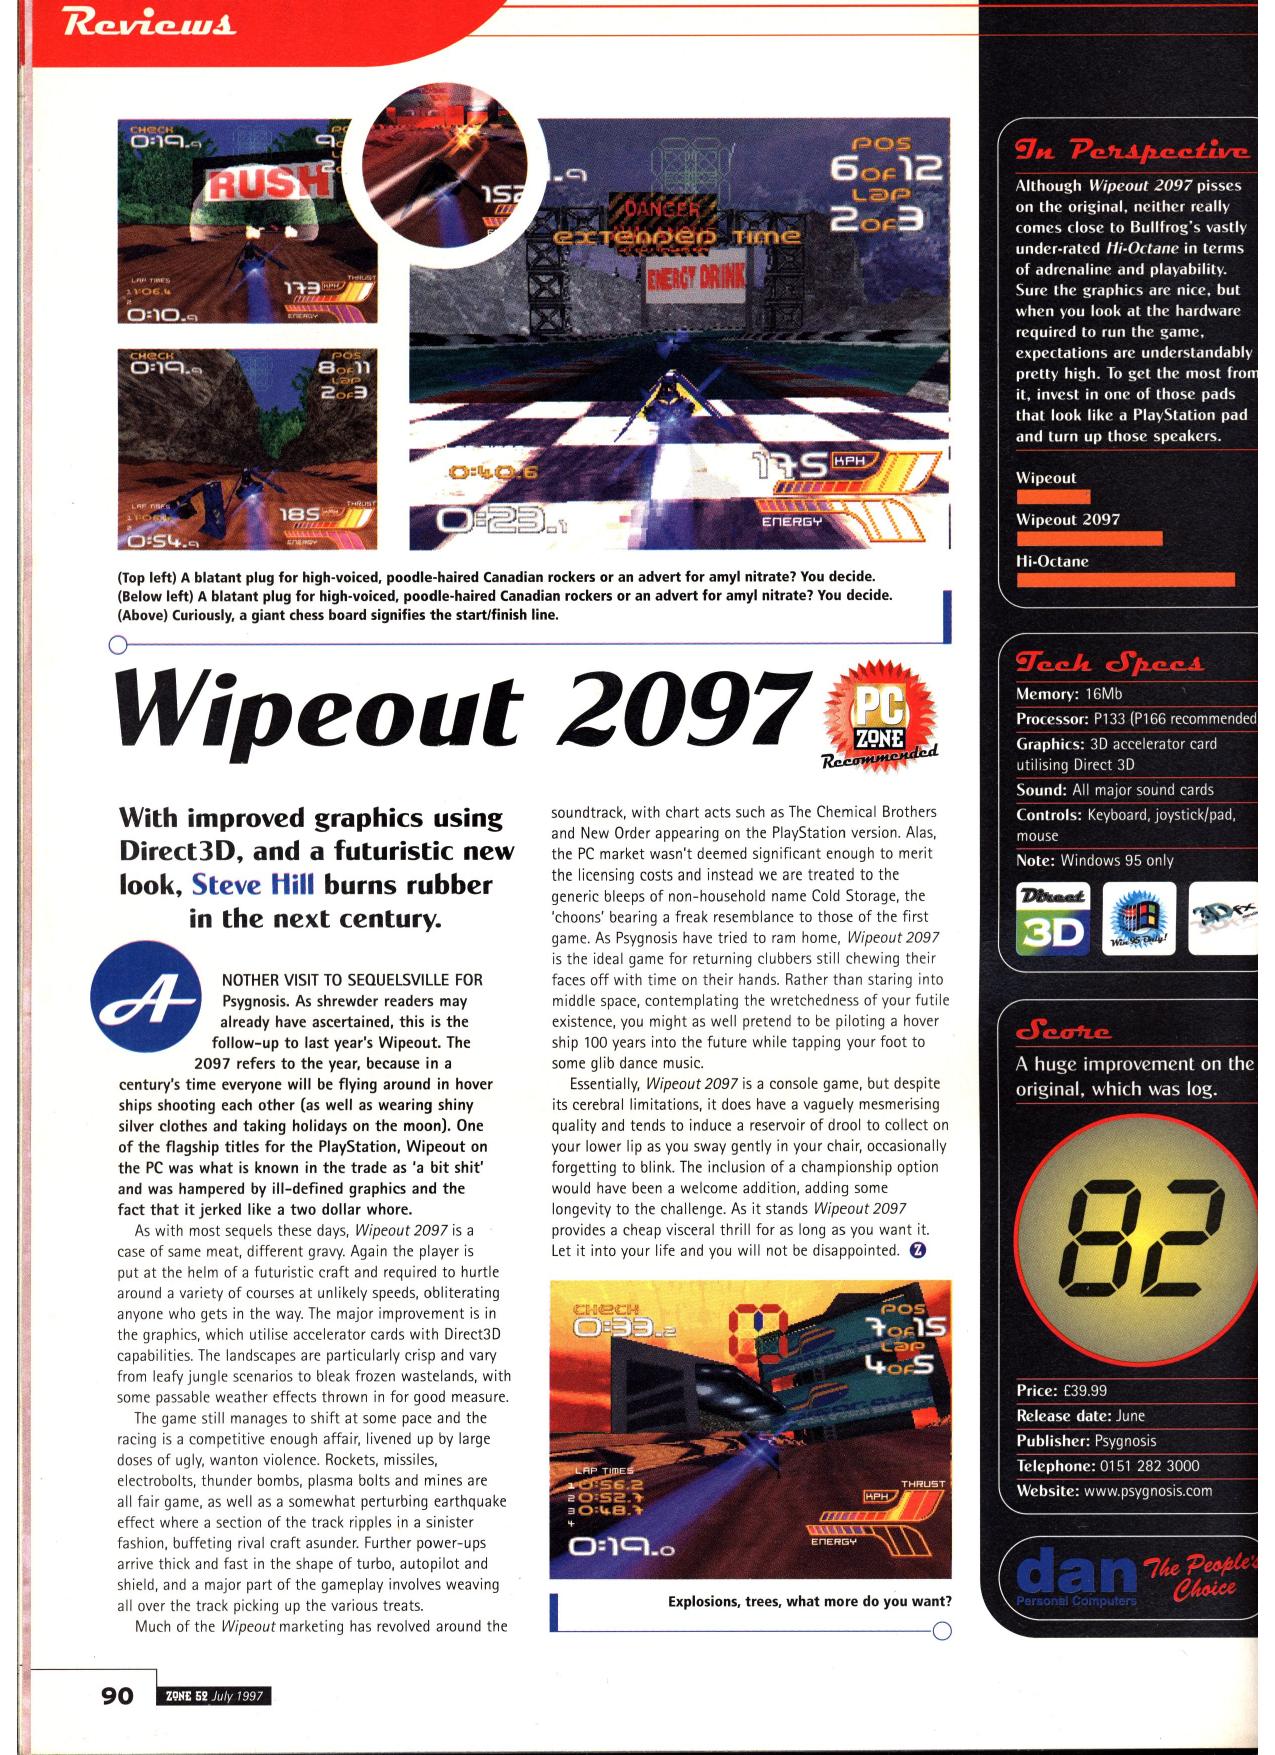 Reviews
CHECK
0:19.9
RUSH
LAP TIMES
1 1'06.4
2
0:10.9
173 KPH
THRUST
ENERGY
152
POS
6 OF 12
LAP
2 OF 3
DANGER
EXTENDED TIME
ENERGY DRINK
0:40.6
0:23.1
175 KPH
ENERGY
CHECK
0:19.9
POS
8 OF 11
LAP
2 OF 3
LAP TIMES
0:54.9
185 KPH
THRUST
ENERGY
(Top left) A blatant plug for high-voiced, poodle-haired Canadian rockers or an advert for amyl nitrate? You decide.
(Below left) A blatant plug for high-voiced, poodle-haired Canadian rockers or an advert for amyl nitrate? You decide.
(Above) Curiously, a giant chess board signifies the start/finish line.
Wipeout 2097
PC
ZONE
Recommended
With improved graphics using
Direct3D, and a futuristic new
look, Steve Hill burns rubber
in the next century.
A
NOTHER VISIT TO SEQUELSVILLE FOR
Psygnosis. As shrewder readers may
already have ascertained, this is the
follow-up to last year's Wipeout. The
2097 refers to the year, because in a
century's time everyone will be flying around in hover
ships shooting each other (as well as wearing shiny
silver clothes and taking holidays on the moon). One
of the flagship titles for the PlayStation, Wipeout on
the PC was what is known in the trade as 'a bit shit'
and was hampered by ill-defined graphics and the
fact that it jerked like a two dollar whore.
As with most sequels these days, Wipeout 2097 is a
case of same meat, different gravy. Again the player is
put at the helm of a futuristic craft and required to hurtle
around a variety of courses at unlikely speeds, obliterating
anyone who gets in the way. The major improvement is in
the graphics, which utilise accelerator cards with Direct3D
capabilities. The landscapes are particularly crisp and vary
from leafy jungle scenarios to bleak frozen wastelands, with
some passable weather effects thrown in for good measure.
The game still manages to shift at some pace and the
racing is a competitive enough affair, livened up by large
doses of ugly, wanton violence. Rockets, missiles,
electrobolts, thunder bombs, plasma bolts and mines are
all fair game, as well as a somewhat perturbing earthquake
effect where a section of the track ripples in a sinister
fashion, buffeting rival craft asunder. Further power-ups
arrive thick and fast in the shape of turbo, autopilot and
shield, and a major part of the gameplay involves weaving
all over the track picking up the various treats.
Much of the Wipeout marketing has revolved around the
soundtrack, with chart acts such as The Chemical Brothers
and New Order appearing on the PlayStation version. Alas,
the PC market wasn't deemed significant enough to merit
the licensing costs and instead we are treated to the
generic bleeps of non-household name Cold Storage, the
'choons' bearing a freak resemblance to those of the first
game. As Psygnosis have tried to ram home, Wipeout 2097
is the ideal game for returning clubbers still chewing their
faces off with time on their hands. Rather than staring into
middle space, contemplating the wretchedness of your futile
existence, you might as well pretend to be piloting a hover
ship 100 years into the future while tapping your foot to
some glib dance music.
Essentially, Wipeout 2097 is a console game, but despite
its cerebral limitations, it does have a vaguely mesmerising
quality and tends to induce a reservoir of drool to collect on
your lower lip as you sway gently in your chair, occasionally
forgetting to blink. The inclusion of a championship option
would have been a welcome addition, adding some
longevity to the challenge. As it stands Wipeout 2097
provides a cheap visceral thrill for as long as you want it.
Let it into your life and you will not be disappointed. Z
CHECK
0:33.2
POS
7 OF 15
LAP
4 OF 5
LAP TIMES
1 0:56.2
2 0:52.7
3 0:48.7
4
0:19.0
KPH
THRUST
ENERGY
Explosions, trees, what more do you want?
In Perspective
Although Wipeout 2097 pisses
on the original, neither really
comes close to Bullfrog's vastly
under-rated Hi-Octane in terms
of adrenaline and playability.
Sure the graphics are nice, but
when you look at the hardware
required to run the game,
expectations are understandably
pretty high. To get the most from
it, invest in one of those pads
that look like a PlayStation pad
and turn up those speakers.
Wipeout
Wipeout 2097
Hi-Octane
Tech Specs
Memory: 16Mb
Processor: P133 (P166 recommended
Graphics: 3D accelerator card
utilising Direct 3D
Sound: All major sound cards
Controls: Keyboard, joystick/pad,
mouse
Note: Windows 95 only
Direct
3D
Win 95 Only!
3Dfx
Score
A huge improvement on the
original, which was log.
82
Price: £39.99
Release date: June
Publisher: Psygnosis
Telephone: 0151 282 3000
Website: www.psygnosis.com
dan
Personal Computers
The People's
Choice
90
ZONE 52 July 1997